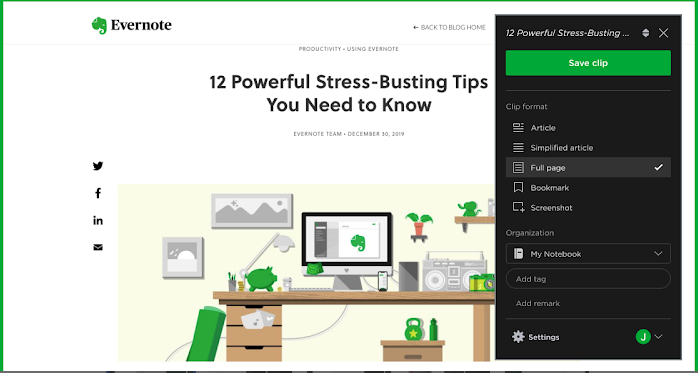 Evernote
← BACK TO BLOG HOME
PRODUCTIVITY • USING EVERNOTE
12 Powerful Stress-Busting Tips
You Need to Know
EVERNOTE TEAM • DECEMBER 30, 2019
12 Powerful Stress-Busting ...
Save clip
Clip format
Article
Simplified article
Full page
Bookmark
Screenshot
Organization
My Notebook
Add tag
Add remark
Settings
J